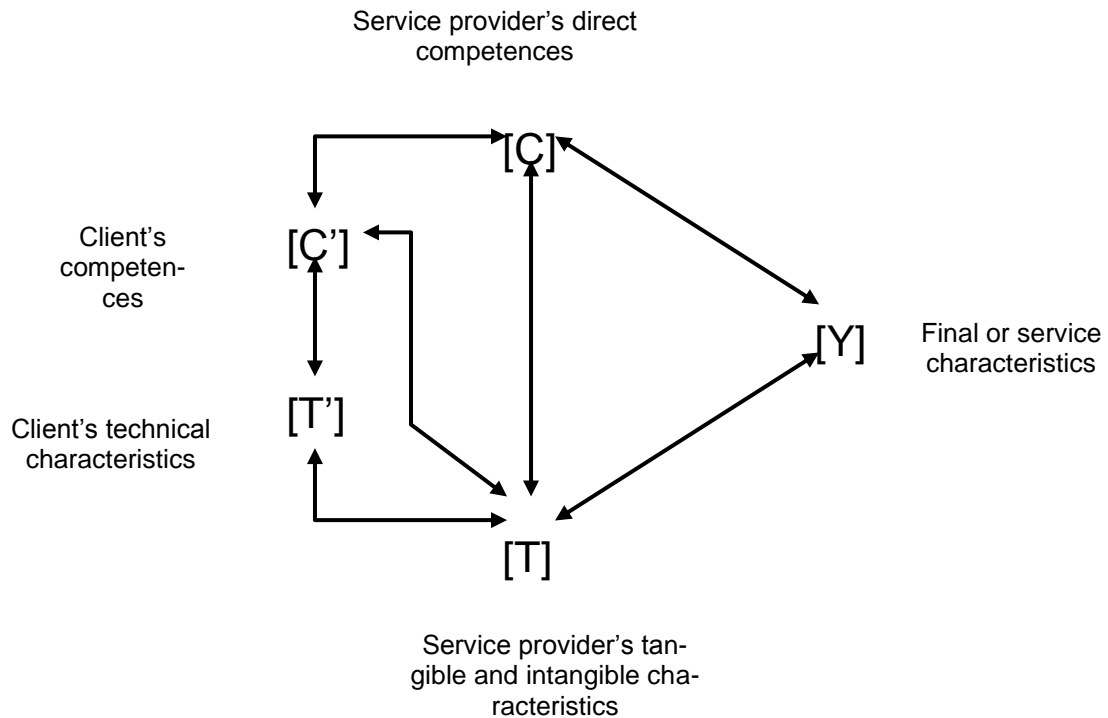 Service provider’s direct
competences
[C]
Client’s
competen-
ces
[C’]
[Y]
Final or service
characteristics
[T’]
Client’s technical
characteristics
[T]
Service provider’s tan-
gible and intangible cha-
racteristics